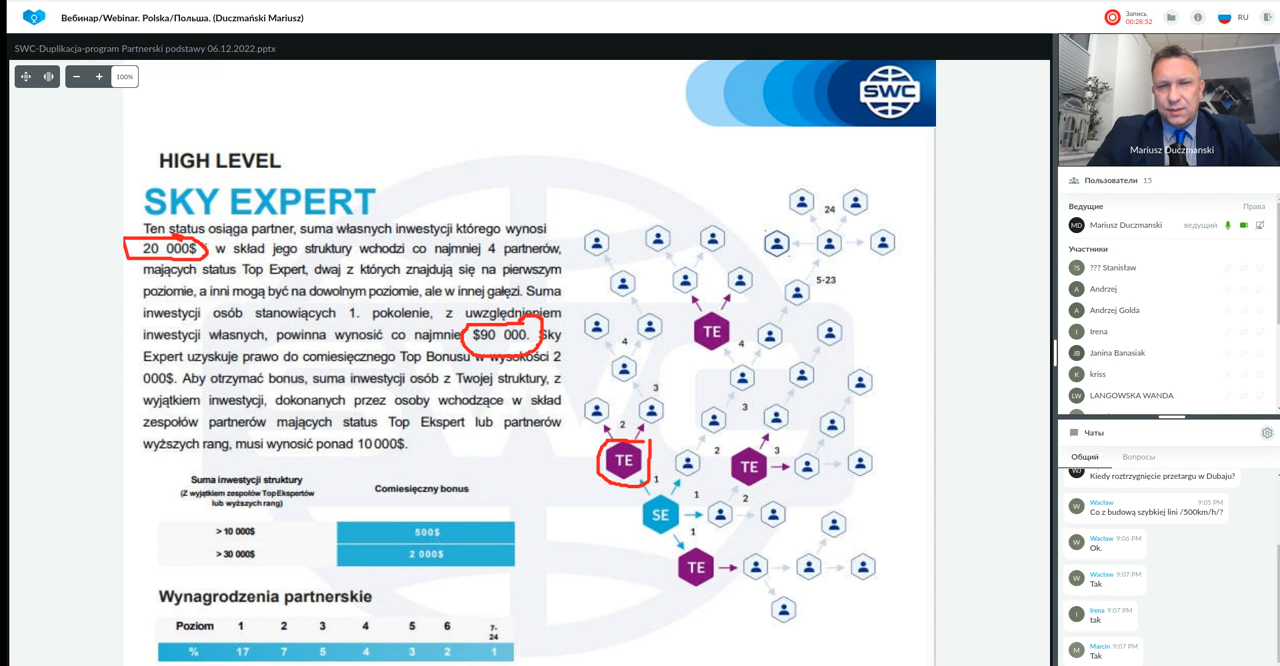 Вебинар/Webinar. Polska/Польша. (Duczmański Mariusz)
Запись
00:28:52
RU
SWC-Duplikacja-program Partnerski podstawy 06.12.2022.pptx
100%
SWC
HIGH LEVEL
SKY EXPERT
Ten status osiąga partner, suma własnych inwestycji którego wynosi
20 000$ w skład jego struktury wchodzi co najmniej 4 partnerów,
mających status Top Expert, dwaj z których znajdują się na pierwszym
poziomie, a inni mogą być na dowolnym poziomie, ale w innej gałęzi. Suma
inwestycji osób stanowiących 1. pokolenie, z uwzględnieniem
inwestycji własnych, powinna wynosić co najmniej $90 000. Sky
Expert uzyskuje prawo do comiesięcznego Top Bonusu w wysokości 2
000$. Aby otrzymać bonus, suma inwestycji osób z Twojej struktury, z
wyjątkiem inwestycji, dokonanych przez osoby wchodzące w skład
zespołów partnerów mających status Top Ekspert lub partnerów
wyższych rang, musi wynosić ponad 10 000$.
Suma inwestycji struktury
(Z wyjątkiem zespołów Top Ekspertów
lub wyższych rang)
Comiesięczny bonus
> 10 000$ 500$
> 30 000$ 2 000$
Wynagrodzenia partnerskie
Poziom 1 2 3 4 5 6 7-24
% 17 7 5 4 3 2 1
24
5-23
TE
4
4
3
3
2
TE
1
2
TE
3
1
2
SE
1
TE
Mariusz Duczmanski
Пользователи 15
Ведущие Права
MD Mariusz Duczmanski ведущий
Участники
?S ??? Stanisław
A Andrzej
A Andrzej Golda
I Irena
JB Janina Banasiak
K kriss
LW LANGOWSKA WANDA
Чаты
Общий Вопросы
Kiedy roztrzygnięcie przetargu w Dubaju?
W Wacław 9:05 PM
Co z budową szybkiej lini /500km/h/?
W Wacław 9:06 PM
Ok.
W Wacław 9:07 PM
Tak
I Irena 9:07 PM
tak
M Marcin 9:07 PM
Tak